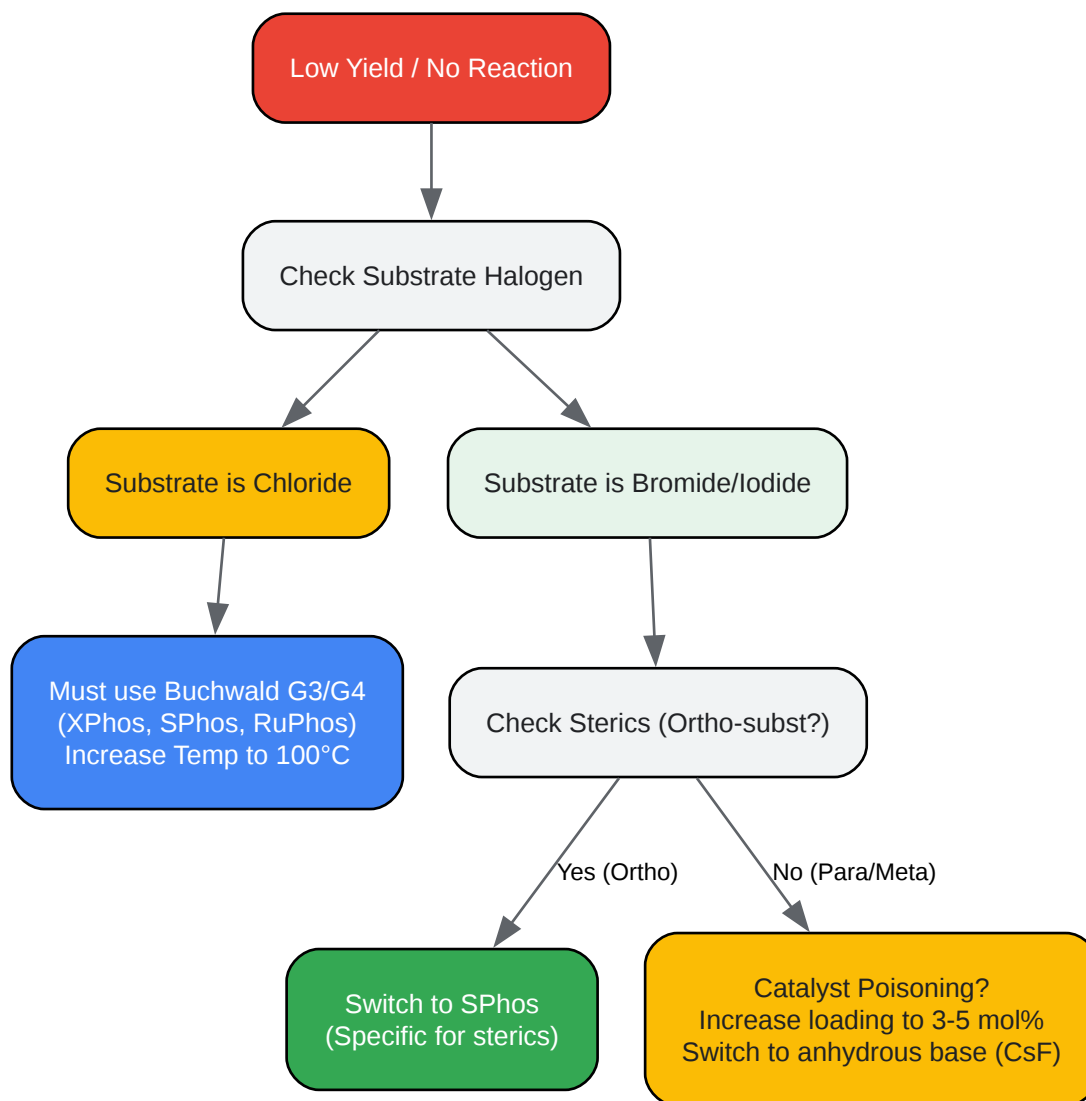 Low Yield / No Reaction
Check Substrate Halogen
Substrate is Chloride
Substrate is Bromide/Iodide
Must use Buchwald G3/G4
(XPhos, SPhos, RuPhos)
Increase Temp to 100°C
Check Sterics (Ortho-subst?)
Yes (Ortho)
No (Para/Meta)
Switch to SPhos
(Specific for sterics)
Catalyst Poisoning?
Increase loading to 3-5 mol%
Switch to anhydrous base (CsF)